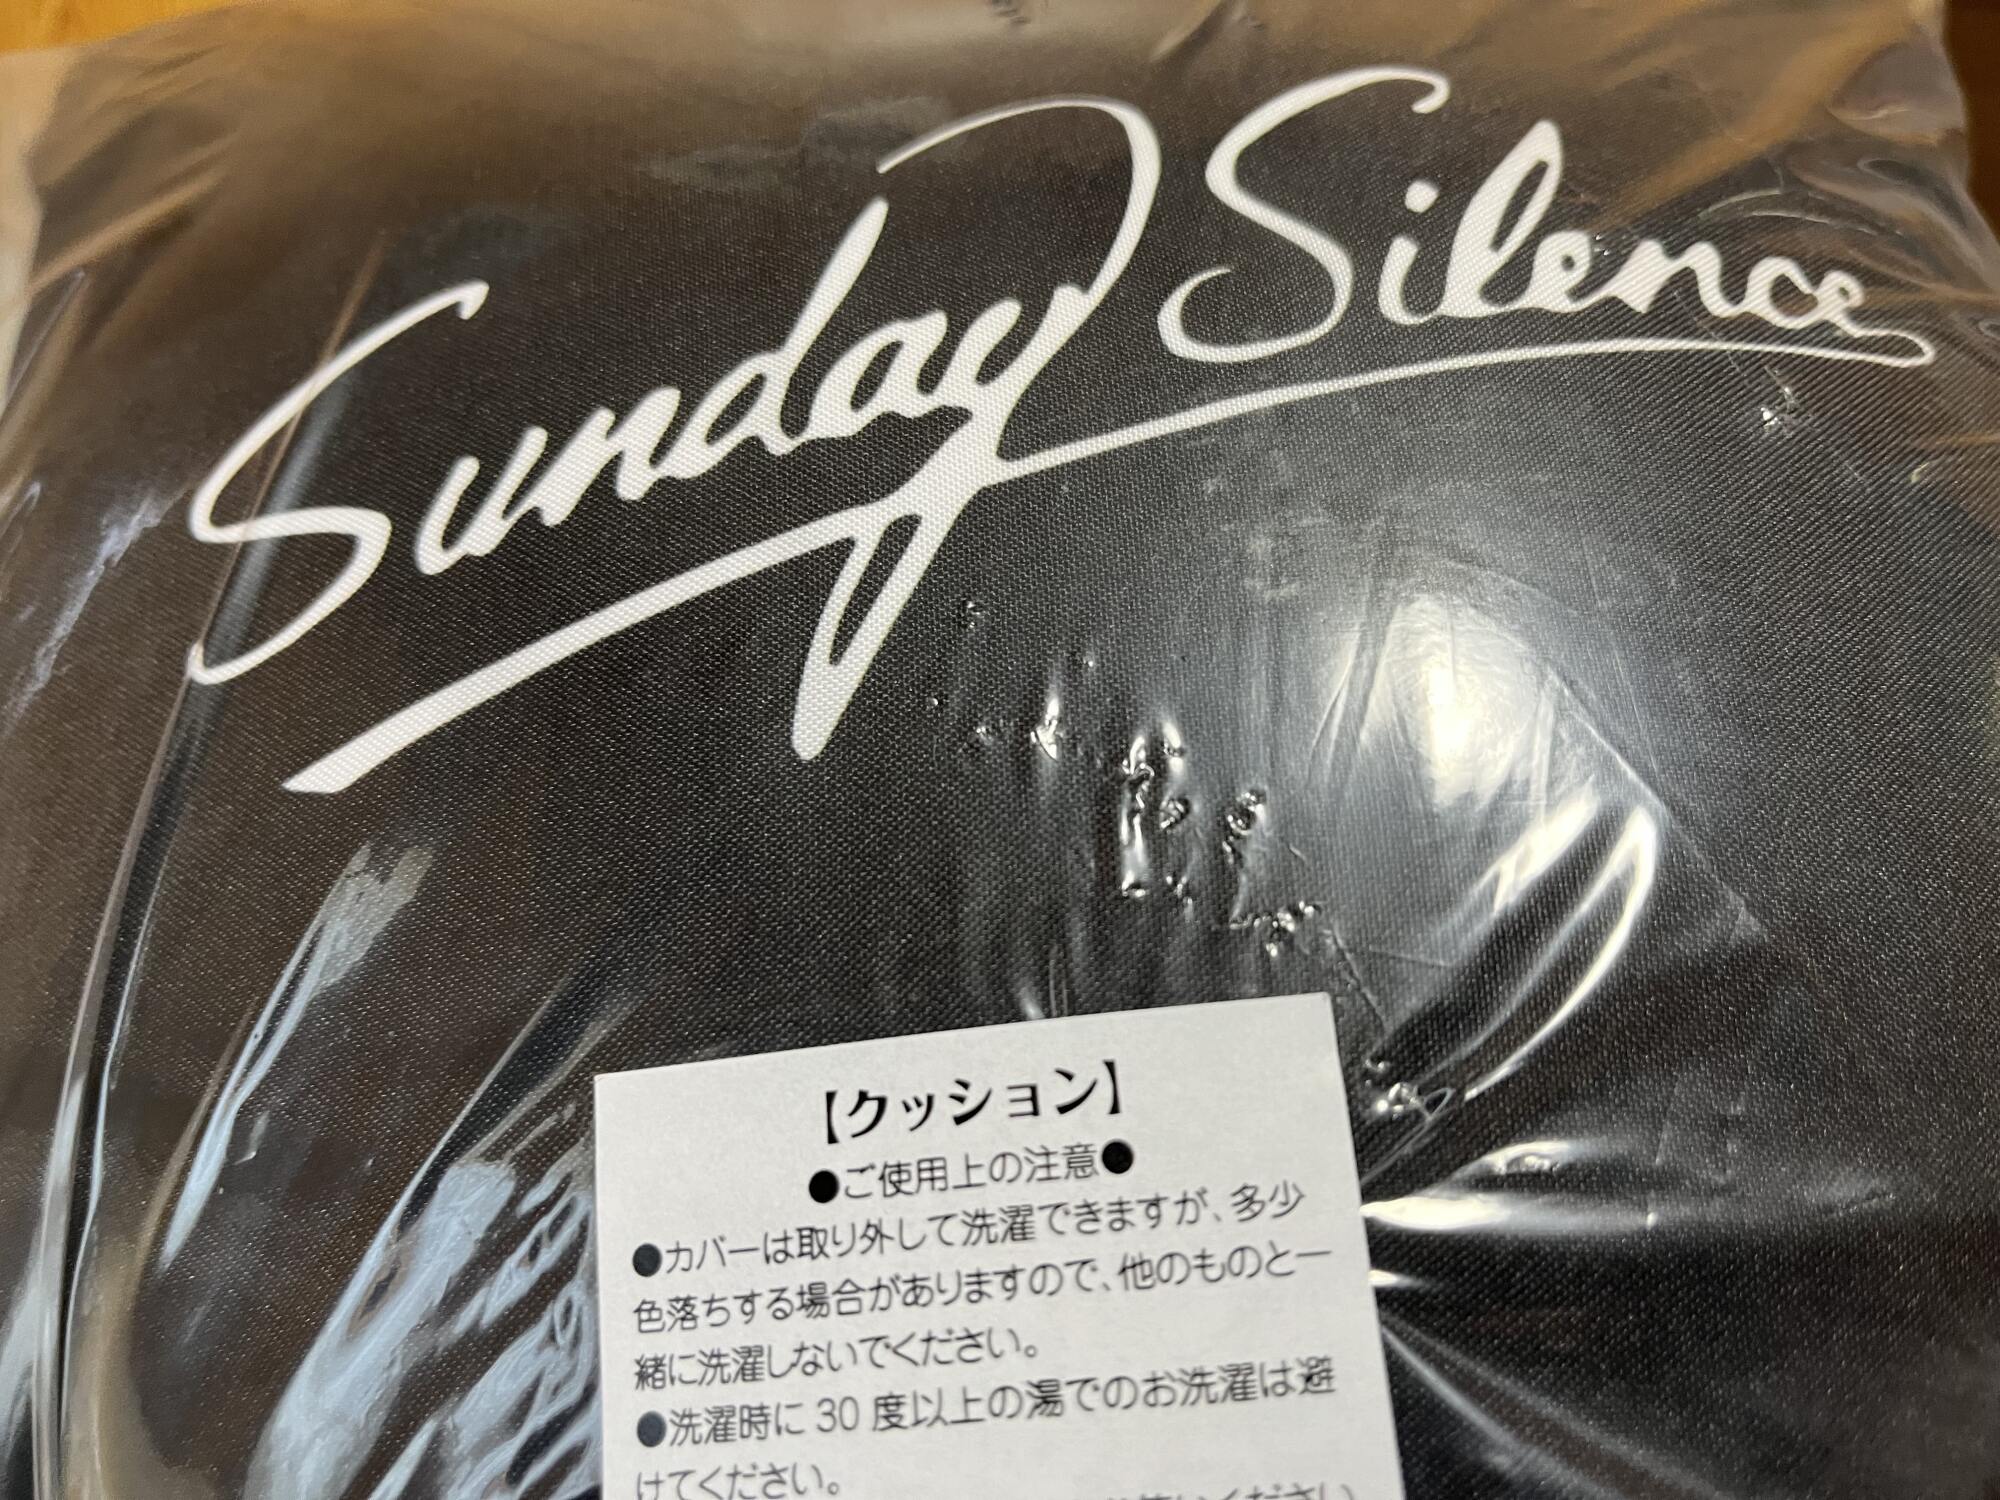 Sunday Silence
【クッション】
●ご使用上の注意●
●カバーは取り外して洗濯できますが、多少
色落ちする場合がありますので、他のものと一
緒に洗濯しないでください。
●洗濯時に 30 度以上の湯でのお洗濯は避
けてください。
ください